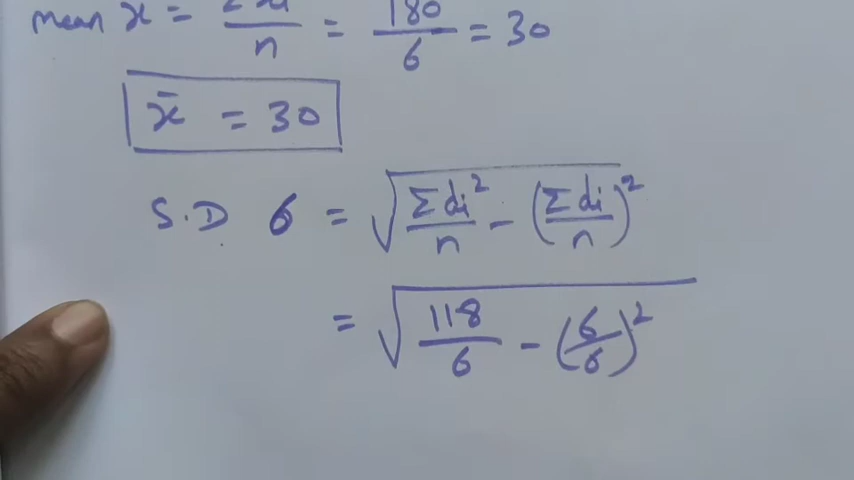 mean x = Σxi/n = 180/6 = 30
x̄ = 30
S.D σ = √(Σdi²/n - (Σdi/n)²)
= √(118/6 - (6/6)²)